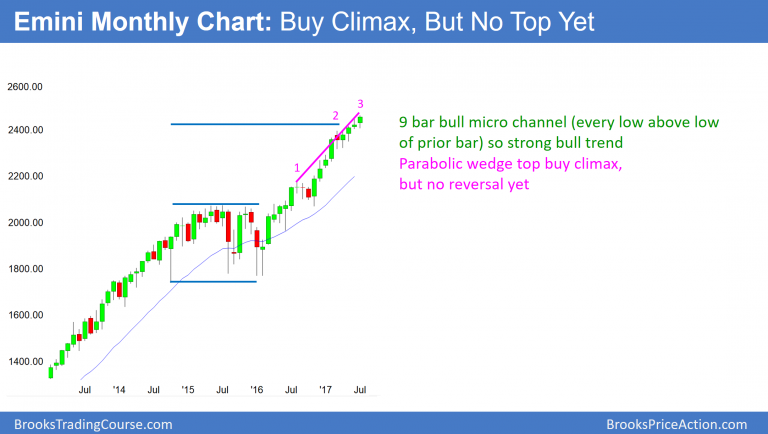 Emini Monthly Chart: Buy Climax, But No Top Yet
2600.00
2400.00
2200.00
2000.00
1800.00
1600.00
1400.00
1
2
3
9 bar bull micro channel (every low above low
of prior bar) so strong bull trend
Parabolic wedge top buy climax,
but no reversal yet
Jul '14 Jul '15 Jul '16 Jul '17 Jul
BrooksTradingCourse.com
BrooksPriceAction.com